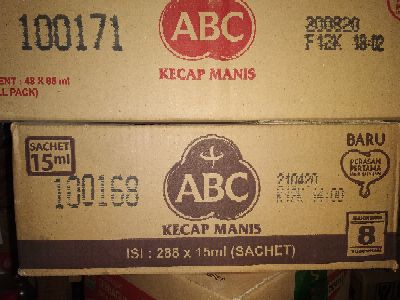 100171
ABC
KECAP MANIS
200820
F12K 18:02
ENT : 48 X 85 ml
LL PACK)
SACHET
15ml
100168
ABC
KECAP MANIS
ISI : 288 x 15ml (SACHET)
BARU
PERASAN
PERTAMA
210420
14:00
8